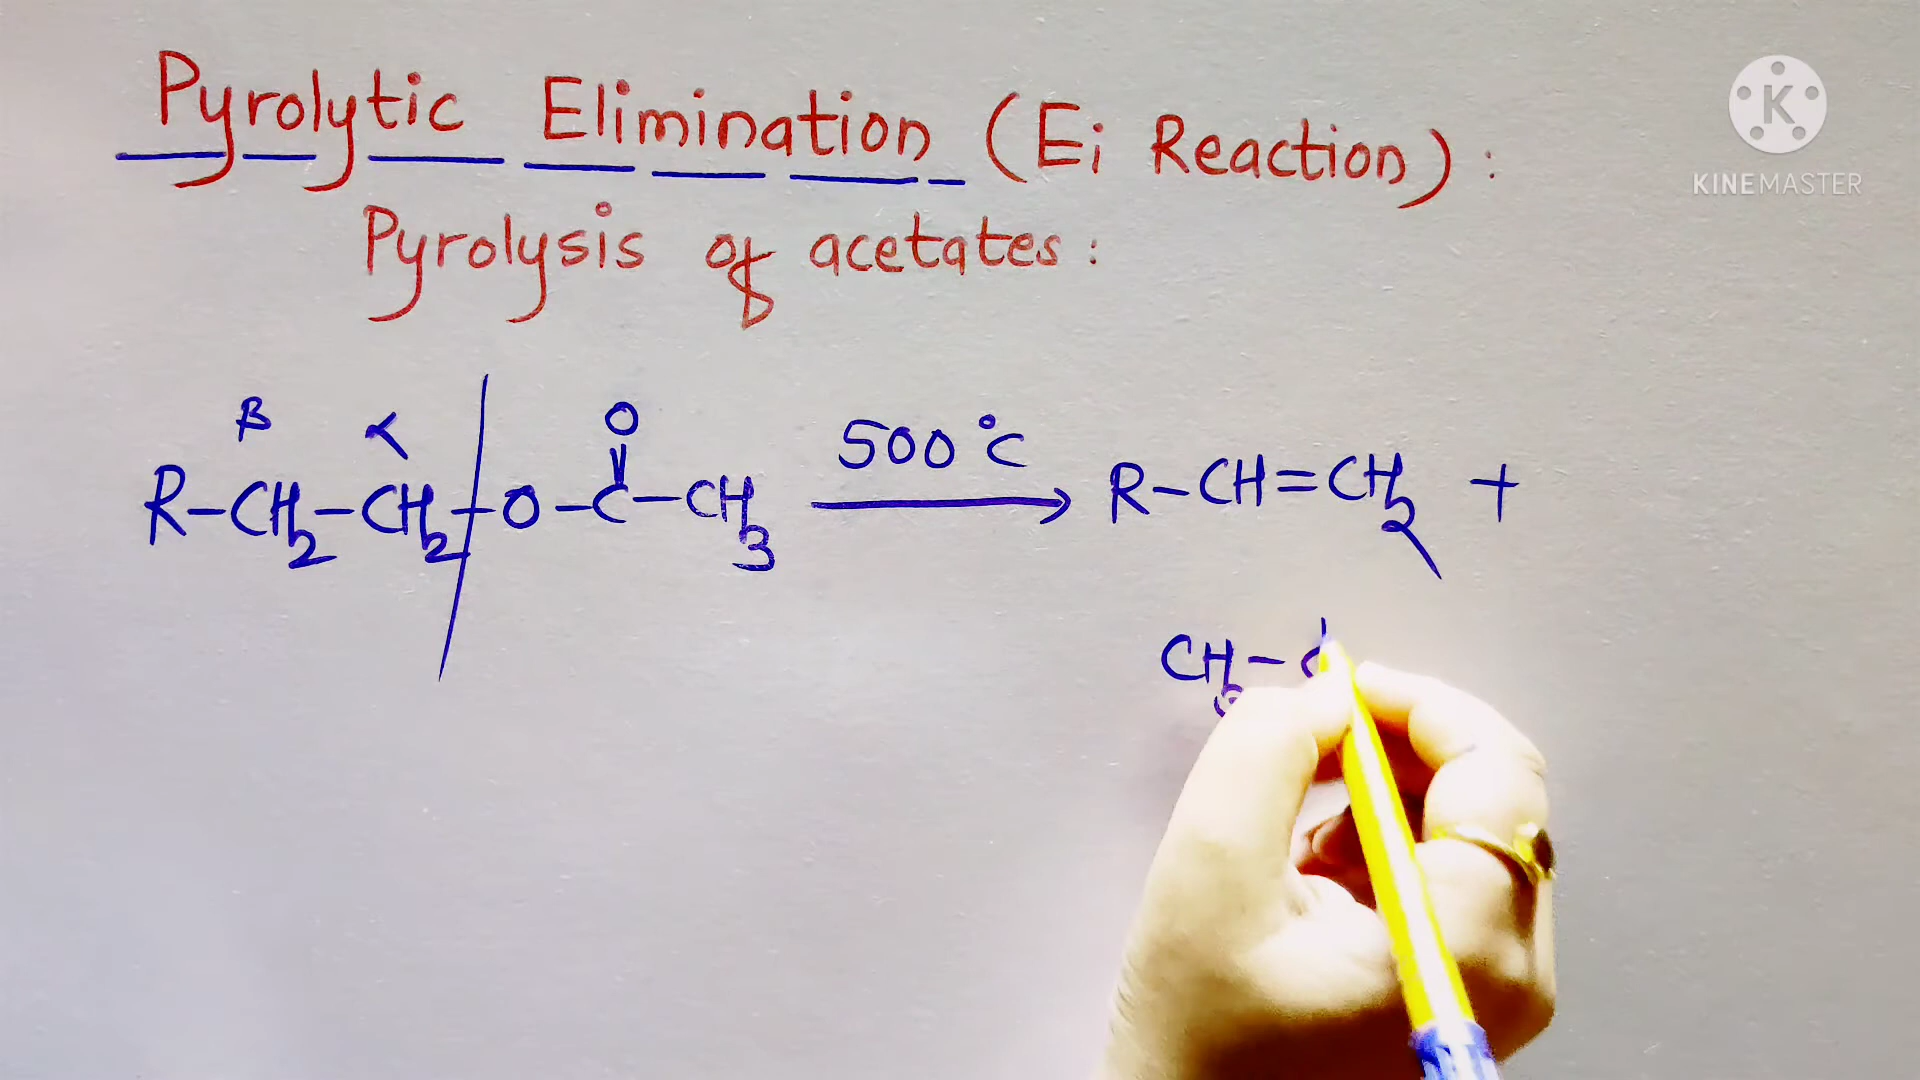 Pyrolytic Elimination (Ei Reaction) :
KINEMASTER
Pyrolysis of acetates :
β α O
R-CH2-CH2-O-C-CH3 500°C R-CH=CH2 +
CH3-C